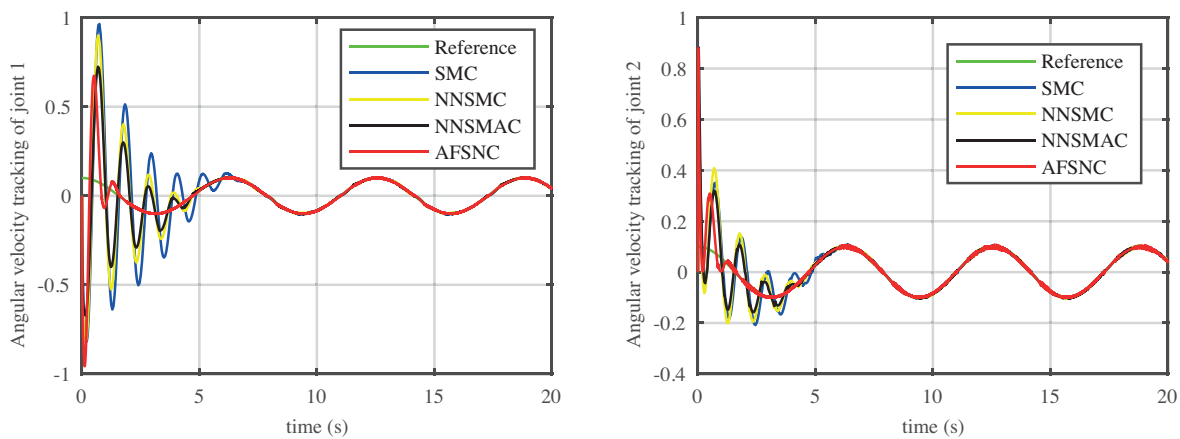 Angular velocity tracking of joint 1
1
0.5
0
-0.5
-1
0
5
10
15
20
time (s)
Reference
SMC
NNSMC
NNSMAC
AFSNC
Angular velocity tracking of joint 2
1
0.8
0.6
0.4
0.2
0
-0.2
-0.4
0
5
10
15
20
time (s)
Reference
SMC
NNSMC
NNSMAC
AFSNC